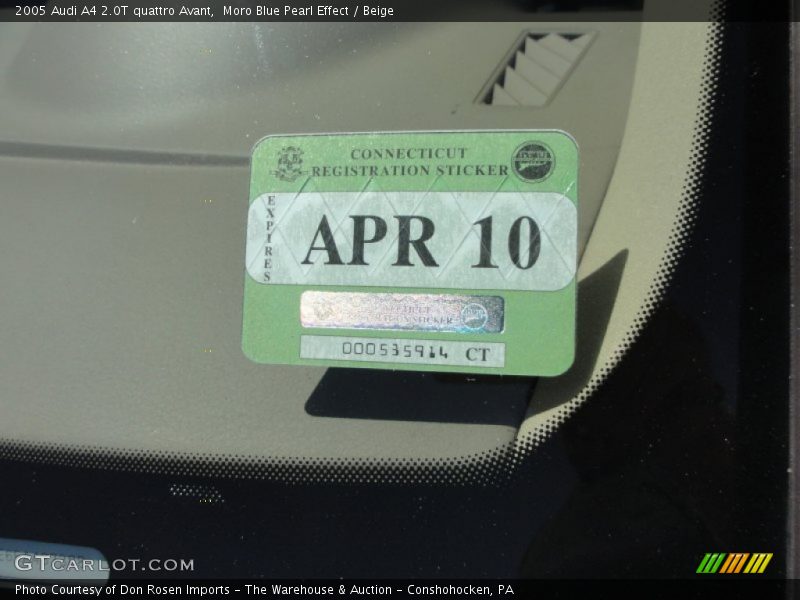 2005 Audi A4 2.0T quattro Avant, Moro Blue Pearl Effect / Beige
CONNECTICUT
REGISTRATION STICKER
EXPIRES
APR 10
STICKER
000535914 CT
GTCARLOT.COM
Photo Courtesy of Don Rosen Imports - The Warehouse & Auction - Conshohocken, PA